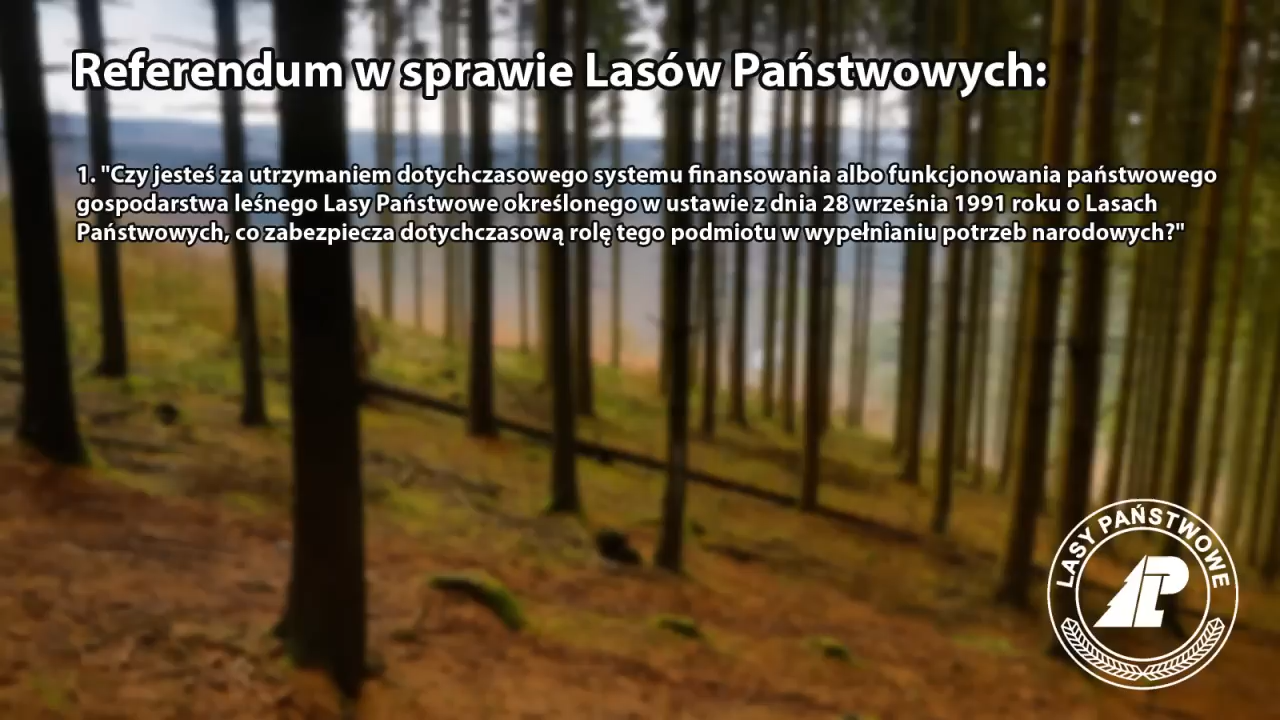 Referendum w sprawie Lasów Państwowych:
1. "Czy jesteś za utrzymaniem dotychczasowego systemu finansowania albo funkcjonowania państwowego
gospodarstwa leśnego Lasy Państwowe określonego w ustawie z dnia 28 września 1991 roku o Lasach
Państwowych, co zabezpiecza dotychczasową rolę tego podmiotu w wypełnianiu potrzeb narodowych?"
LASY PAŃSTWOWE
LP